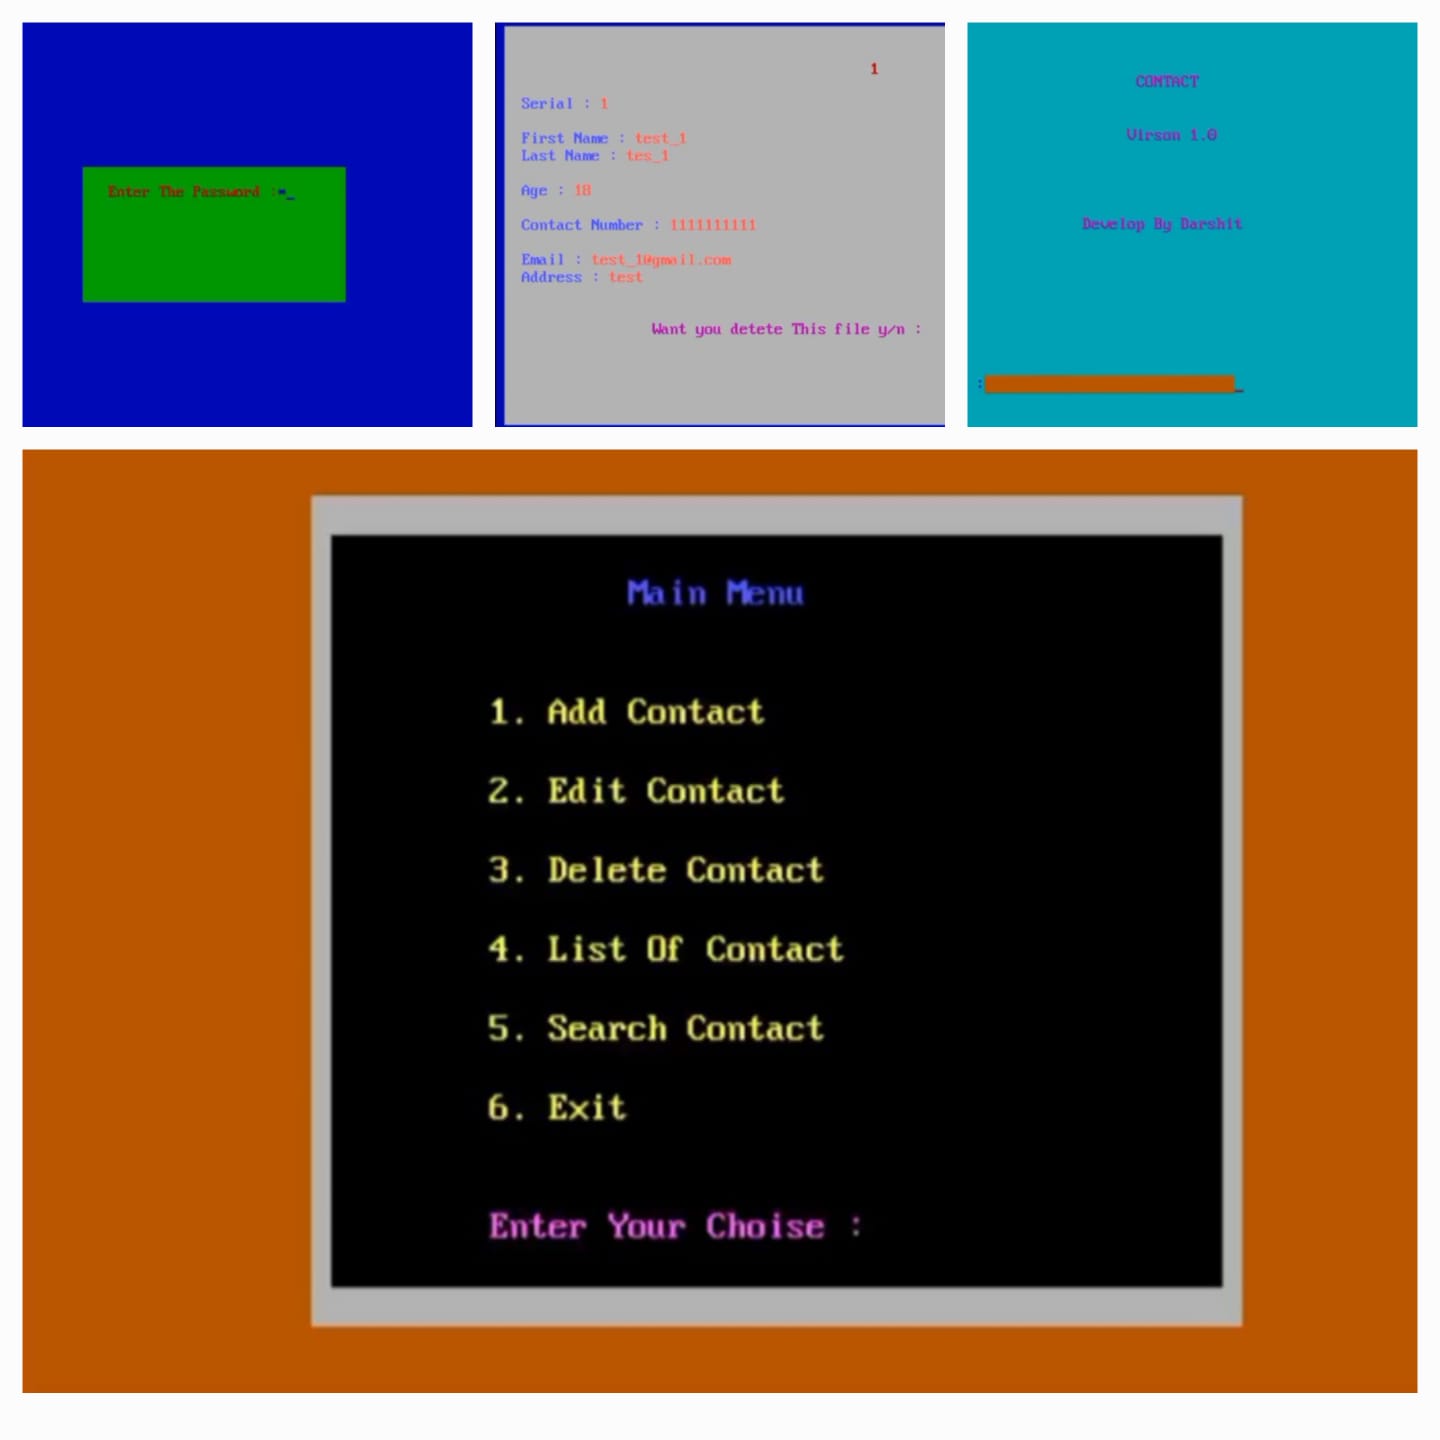 Enter The Password :*_
1
Serial : 1
First Name : test_1
Last Name : tes_1
Age : 18
Contact Number : 1111111111
Email : test_1@gmail.com
Address : test
Want you detete This file y/n :
CONTACT
Virson 1.0
Develop By Darshit
:
Main Menu
1. Add Contact
2. Edit Contact
3. Delete Contact
4. List Of Contact
5. Search Contact
6. Exit
Enter Your Choise :